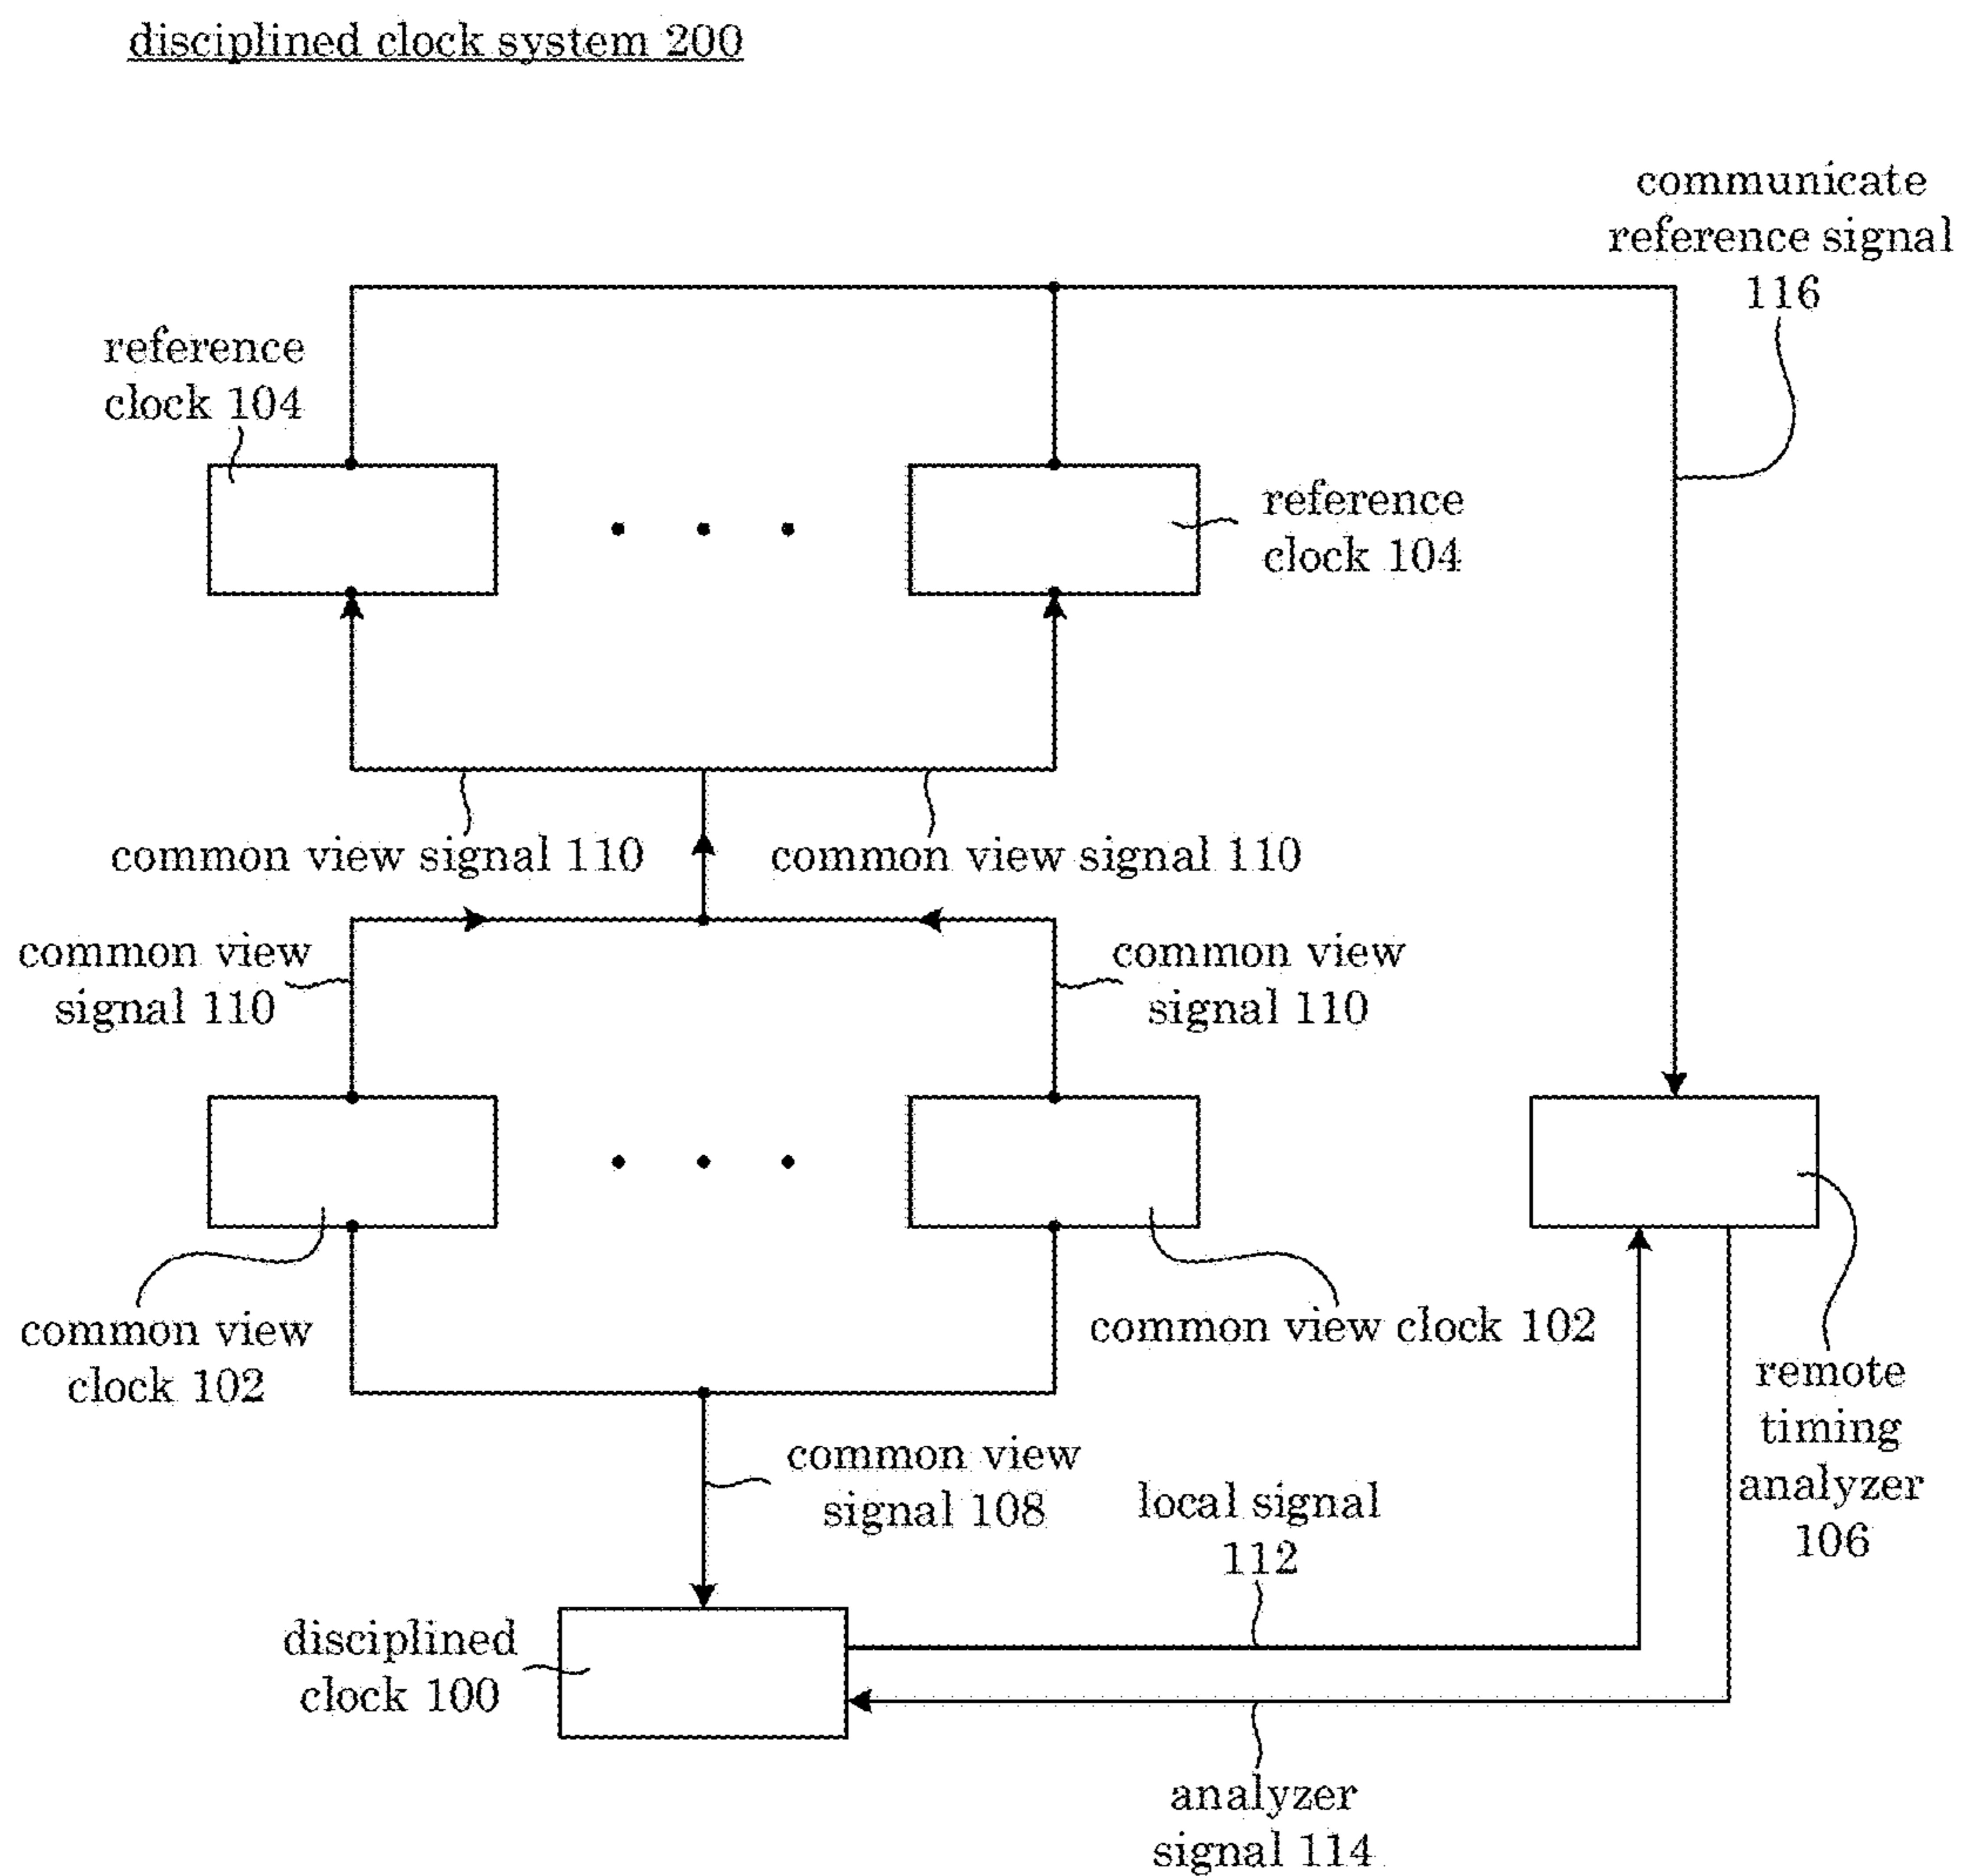 disciplined clock system 200
communicate
reference signal
116
reference
clock 104
reference
clock 104
common view signal 110
common view signal 110
common view
signal 110
common view
signal 110
common view
clock 102
common view clock 102
remote
timing
analyzer
106
common view
signal 108
local signal
112
disciplined
clock 100
analyzer
signal 114